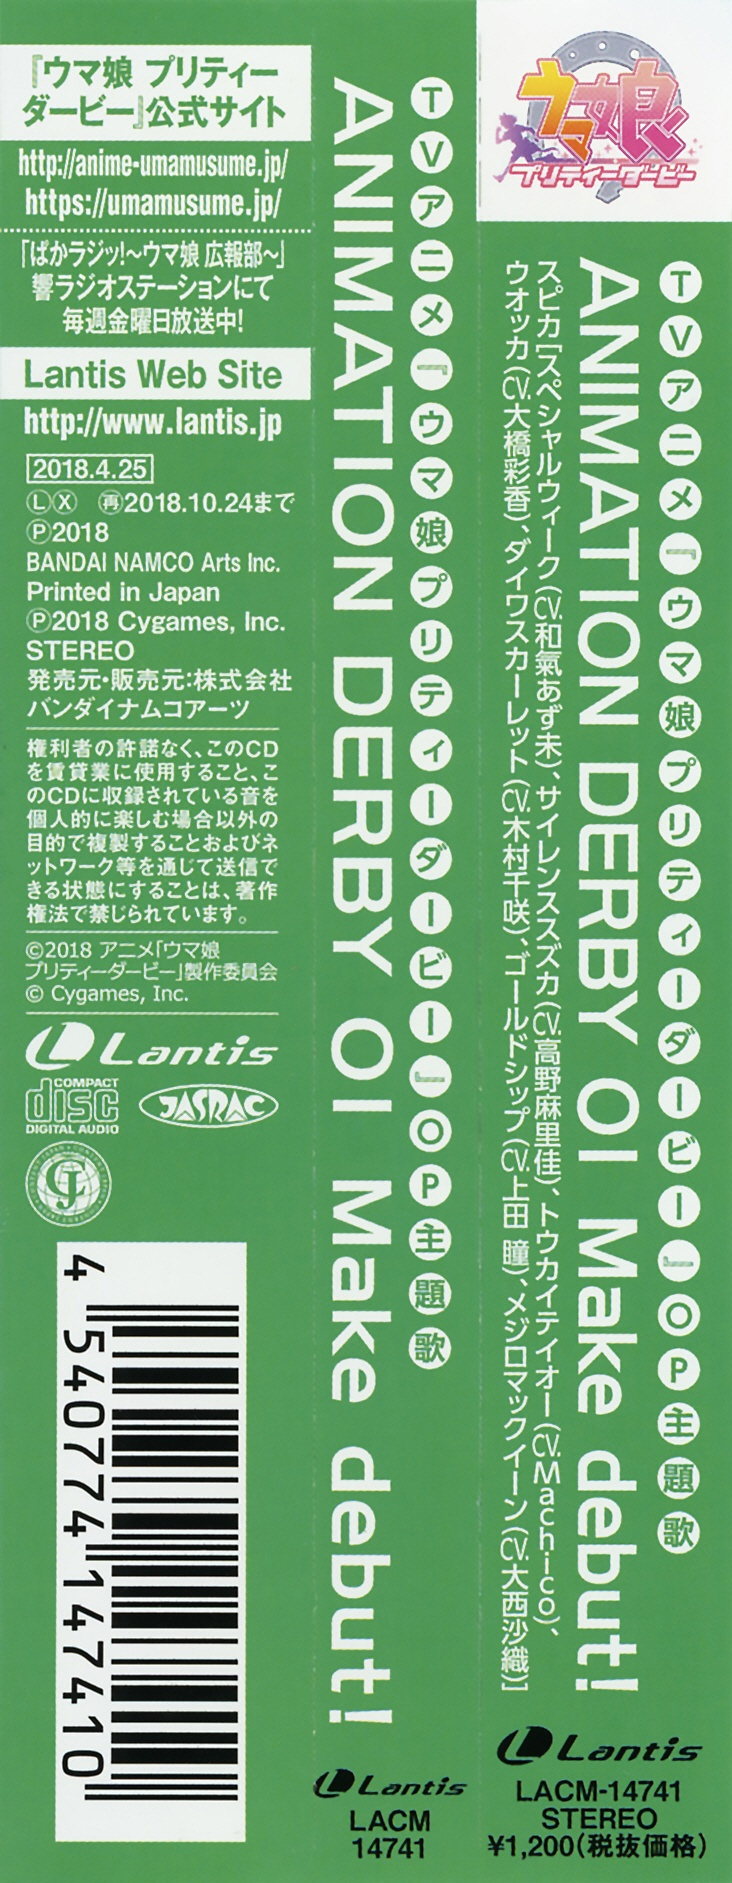 ウマ娘
プリティーダービー
TVアニメ『ウマ娘プリティーダービー』OP主題歌
ANIMATION DERBY 01 Make debut!
スピカ[スペシャルウィーク(CV.和氣あず未)、サイレンススズカ(CV.高野麻里佳)、トウカイテイオー(CV.Machico)、
ウオッカ(CV.大橋彩香)、ダイワスカーレット(CV.木村千咲)、ゴールドシップ(CV.上田 瞳)、メジロマックイーン(CV.大西沙織)]
Lantis
LACM-14741
STEREO
¥1,200(税抜価格)
TVアニメ『ウマ娘プリティーダービー』OP主題歌
ANIMATION DERBY 01 Make debut!
Lantis
LACM
14741
『ウマ娘 プリティー
ダービー』公式サイト
http://anime-umamusume.jp/
https://umamusume.jp/
「ぱかラジッ!~ウマ娘 広報部~」
響ラジオステーションにて
毎週金曜日放送中!
Lantis Web Site
http://www.lantis.jp
2018.4.25
Ⓛ Ⓧ ㊢2018.10.24まで
Ⓟ2018
BANDAI NAMCO Arts Inc.
Printed in Japan
Ⓟ2018 Cygames, Inc.
STEREO
発売元・販売元:株式会社
バンダイナムコアーツ
権利者の許諾なく、このCD
を賃貸業に使用すること、こ
のCDに収録されている音を
個人的に楽しむ場合以外の
目的で複製することおよびネ
ットワーク等を通じて送信で
きる状態にすることは、著作
権法で禁じられています。
©2018 アニメ「ウマ娘
プリティーダービー」製作委員会
© Cygames, Inc.
Lantis
COMPACT
disc
DIGITAL AUDIO
JASRAC
4 540774 147410